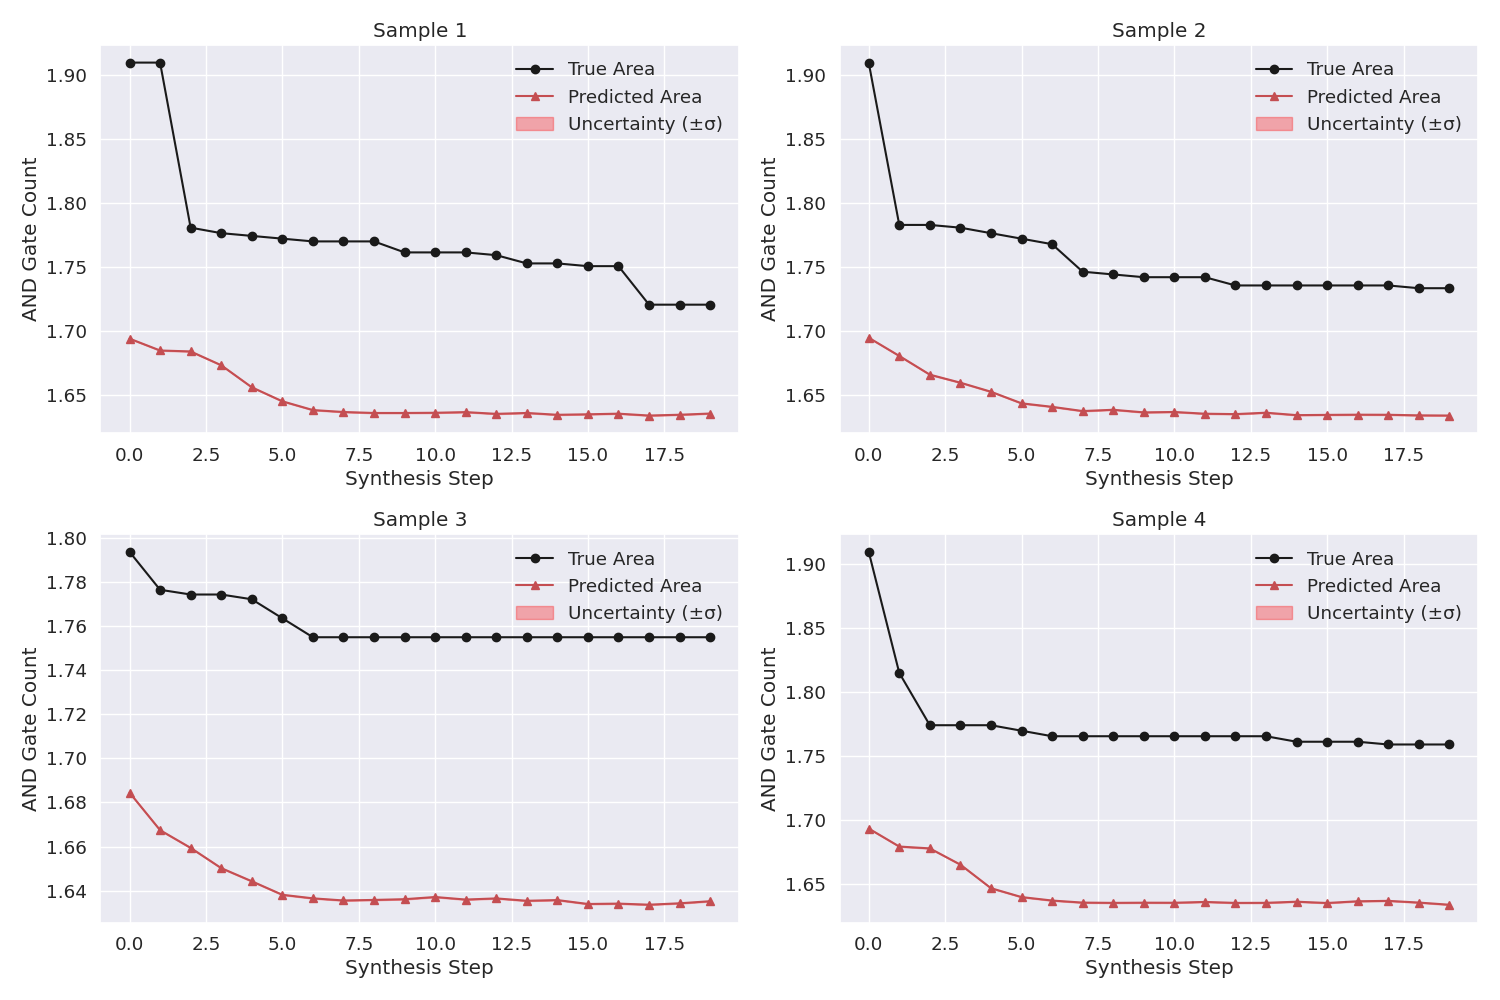 Sample 1
AND Gate Count
1.90
1.85
1.80
1.75
1.70
1.65
True Area
Predicted Area
Uncertainty (±σ)
0.0 2.5 5.0 7.5 10.0 12.5 15.0 17.5
Synthesis Step
Sample 2
AND Gate Count
1.90
1.85
1.80
1.75
1.70
1.65
True Area
Predicted Area
Uncertainty (±σ)
0.0 2.5 5.0 7.5 10.0 12.5 15.0 17.5
Synthesis Step
Sample 3
AND Gate Count
1.80
1.78
1.76
1.74
1.72
1.70
1.68
1.66
1.64
True Area
Predicted Area
Uncertainty (±σ)
0.0 2.5 5.0 7.5 10.0 12.5 15.0 17.5
Synthesis Step
Sample 4
AND Gate Count
1.90
1.85
1.80
1.75
1.70
1.65
True Area
Predicted Area
Uncertainty (±σ)
0.0 2.5 5.0 7.5 10.0 12.5 15.0 17.5
Synthesis Step